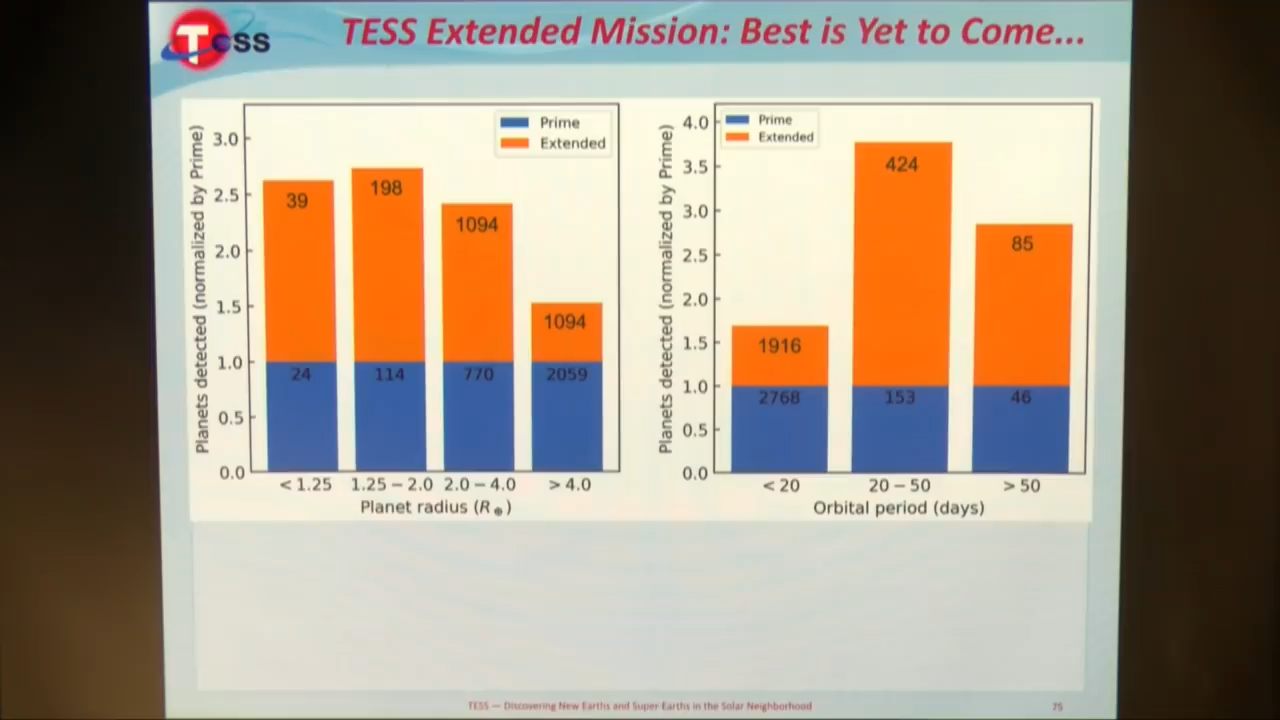 Tess
TESS Extended Mission: Best is Yet to Come...
Planets detected (normalized by Prime)
3.0
2.5
2.0
1.5
1.0
0.5
0.0
Prime
Extended
39
198
1094
1094
24
114
770
2059
< 1.25
1.25 – 2.0
2.0 – 4.0
> 4.0
Planet radius (R⊕)
Planets detected (normalized by Prime)
4.0
3.5
3.0
2.5
2.0
1.5
1.0
0.5
0.0
Prime
Extended
1916
424
85
2768
153
46
< 20
20 – 50
> 50
Orbital period (days)
TESS — Discovering New Earths and Super-Earths in the Solar Neighborhood
75